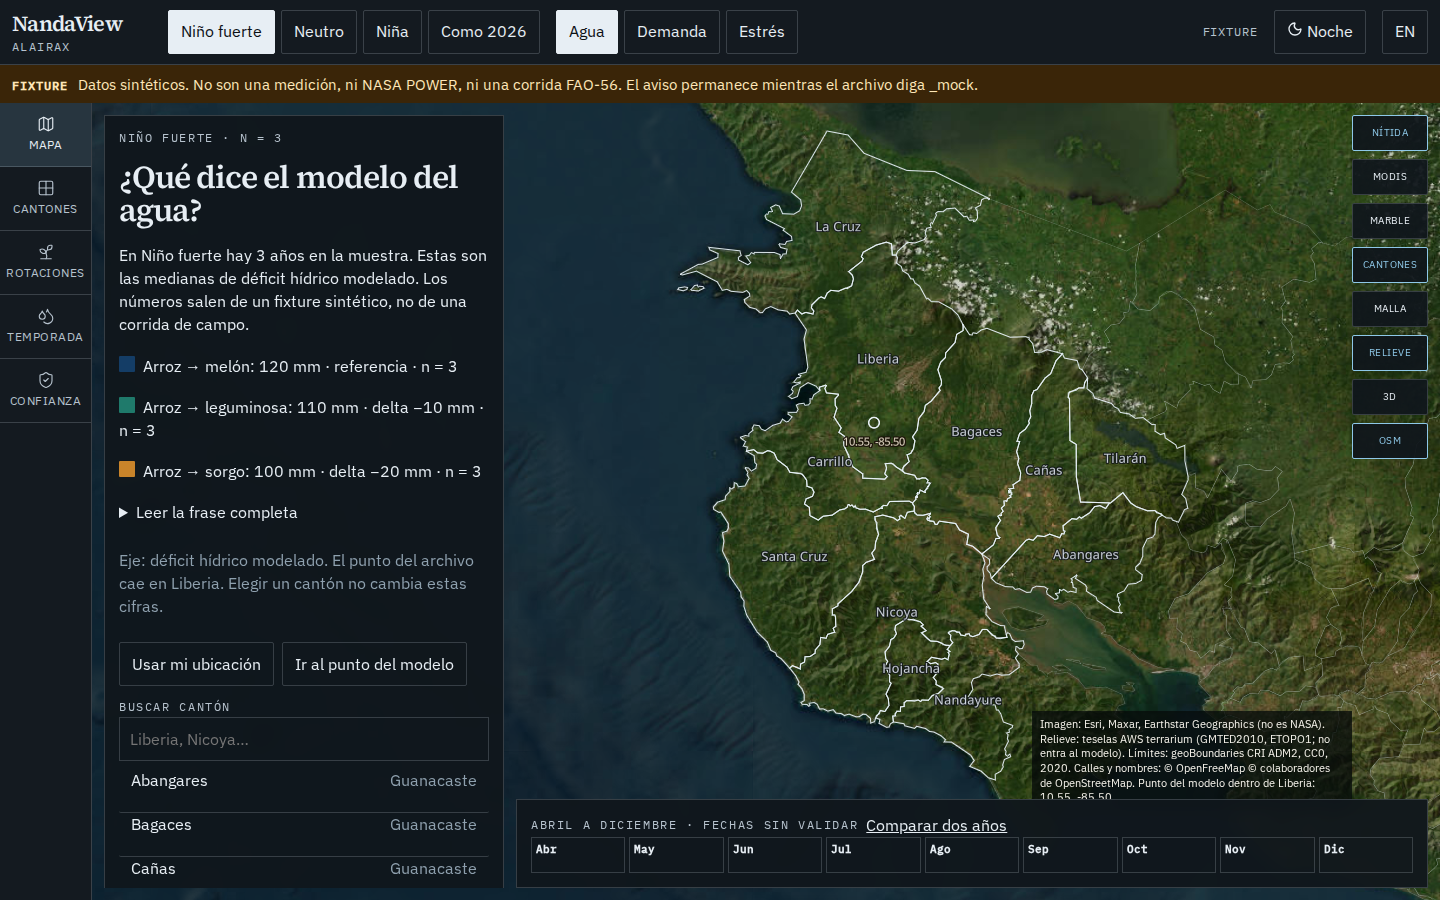 NandaView
ALAIRAX
Niño fuerte
Neutro
Niña
Como 2026
Agua
Demanda
Estrés
FIXTURE
Noche
EN
FIXTURE Datos sintéticos. No son una medición, ni NASA POWER, ni una corrida FAO-56. El aviso permanece mientras el archivo diga _mock.
MAPA
CANTONES
ROTACIONES
TEMPORADA
CONFIANZA
NIÑO FUERTE · N = 3
¿Qué dice el modelo del
agua?
En Niño fuerte hay 3 años en la muestra. Estas son
las medianas de déficit hídrico modelado. Los
números salen de un fixture sintético, no de una
corrida de campo.
Arroz → melón: 120 mm · referencia · n = 3
Arroz → leguminosa: 110 mm · delta −10 mm ·
n = 3
Arroz → sorgo: 100 mm · delta −20 mm · n = 3
Leer la frase completa
Eje: déficit hídrico modelado. El punto del archivo
cae en Liberia. Elegir un cantón no cambia estas
cifras.
Usar mi ubicación
Ir al punto del modelo
BUSCAR CANTÓN
Liberia, Nicoya...
Abangares Guanacaste
Bagaces Guanacaste
Cañas Guanacaste
La Cruz
Liberia
10.55, -85.50
Bagaces
Carrillo
Cañas
Tilarán
Santa Cruz
Abangares
Nicoya
Hojancha
Nandayure
NÍTIDA
MODIS
MARBLE
CANTONES
MALLA
RELIEVE
3D
OSM
Imagen: Esri, Maxar, Earthstar Geographics (no es NASA).
Relieve: teselas AWS terrarium (GMTED2010, ETOPO1; no
entra al modelo). Límites: geoBoundaries CRI ADM2, CC0,
2020. Calles y nombres: © OpenFreeMap © colaboradores
de OpenStreetMap. Punto del modelo dentro de Liberia:
10.55, -85.50
ABRIL A DICIEMBRE · FECHAS SIN VALIDAR Comparar dos años
Abr
May
Jun
Jul
Ago
Sep
Oct
Nov
Dic